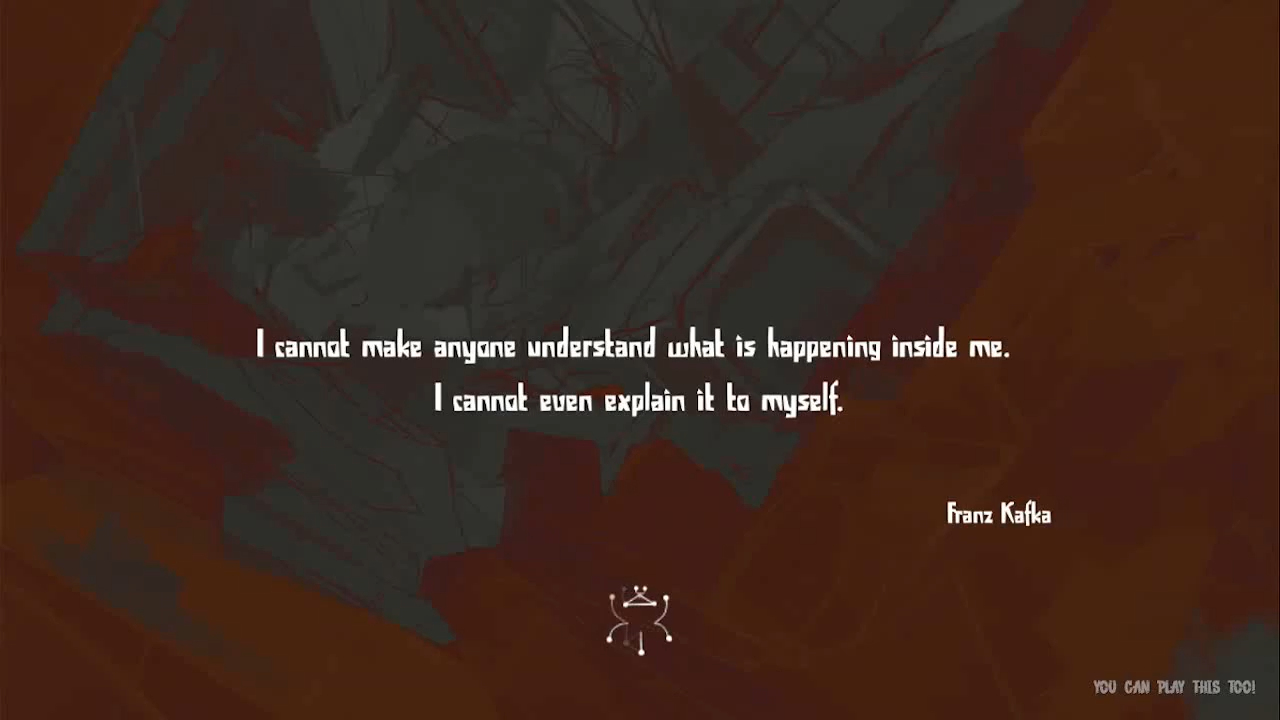 I cannot make anyone understand what is happening inside me.
I cannot even explain it to myself.
Franz Kafka
YOU CAN PLAY THIS TOO!